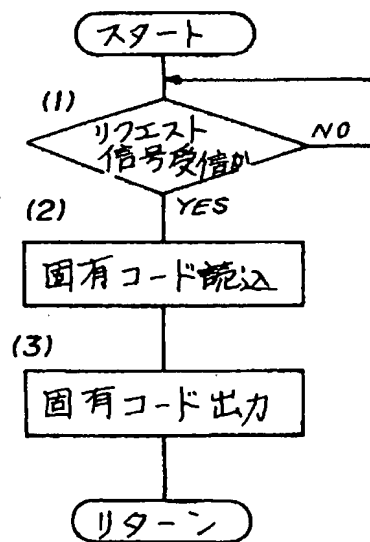 スタート
(1)
リクエスト
信号受信か
NO
YES
(2)
固有コード読込
(3)
固有コード出力
リターン